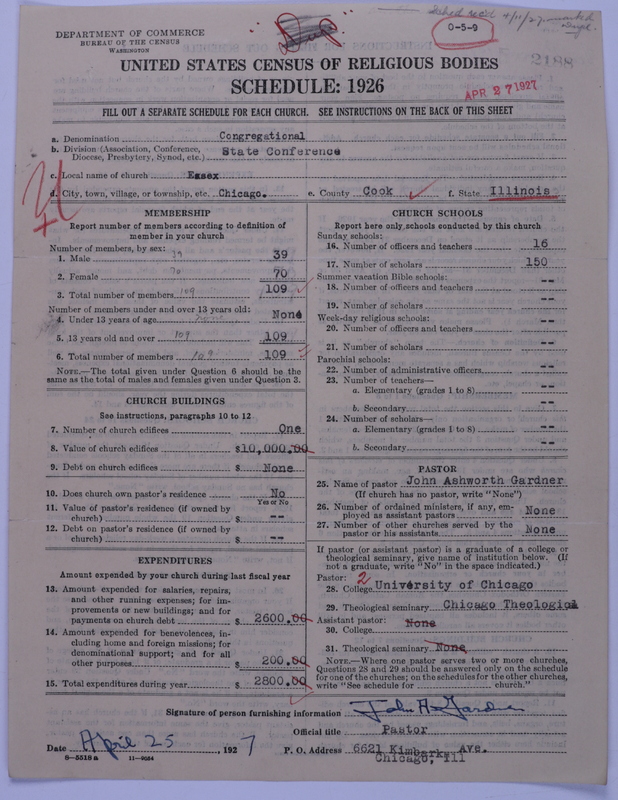 Sched rec'd 4/11/27
DEPARTMENT OF COMMERCE
BUREAU OF THE CENSUS
WASHINGTON
0-5-9
2188
UNITED STATES CENSUS OF RELIGIOUS BODIES
SCHEDULE: 1926
APR 27 1927
FILL OUT A SEPARATE SCHEDULE FOR EACH CHURCH. SEE INSTRUCTIONS ON THE BACK OF THIS SHEET
a. Denomination Congregational
b. Division (Association, Conference, Diocese, Presbytery, Synod, etc.) State Conference
c. Local name of church Essex
d. City, town, village, or township, etc. Chicago. e. County Cook f. State Illinois
MEMBERSHIP
Report number of members according to definition of
member in your church
Number of members, by sex:
1. Male 39 39
2. Female 70 70
3. Total number of members 109 109
Number of members under and over 13 years old:
4. Under 13 years of age None None
5. 13 years old and over 109 109
6. Total number of members 109 109
NOTE.—The total given under Question 6 should be
same as the total of males and females given under Question 3.
CHURCH BUILDINGS
See instructions, paragraphs 10 to 12
7. Number of church edifices One
8. Value of church edifices $10,000.00
9. Debt on church edifices $ None
10. Does church own pastor's residence No
Yes or No
11. Value of pastor's residence (if owned by
church) $ --
12. Debt on pastor's residence (if owned by
church) $ --
EXPENDITURES
Amount expended by your church during last fiscal year
13. Amount expended for salaries, repairs,
and other running expenses; for im-
provements or new buildings; and for
payments on church debt $ 2600.00
14. Amount expended for benevolences, in-
cluding home and foreign missions; for
denominational support; and for all
other purposes $ 200.00
15. Total expenditures during year $ 2800.00
CHURCH SCHOOLS
Report here only schools conducted by this church
Sunday schools:
16. Number of officers and teachers 16
17. Number of scholars 150
Summer vacation Bible schools:
18. Number of officers and teachers --
19. Number of scholars --
Week-day religious schools:
20. Number of officers and teachers --
21. Number of scholars --
Parochial schools:
22. Number of administrative officers --
23. Number of teachers—
a. Elementary (grades 1 to 8) --
b. Secondary --
24. Number of scholars—
a. Elementary (grades 1 to 8) --
b. Secondary --
PASTOR
25. Name of pastor John Ashworth Gardner
(If church has no pastor, write "None")
26. Number of ordained ministers, if any, em-
ployed as assistant pastors None
27. Number of other churches served by the
pastor or his assistants None
If pastor (or assistant pastor) is a graduate of a college or
theological seminary, give name of institution below. (If
not a graduate, write "No" in the space indicated.)
Pastor: 2
28. College University of Chicago
29. Theological seminary Chicago Theological
Assistant pastor:
30. College None
31. Theological seminary None
NOTE.—Where one pastor serves two or more churches,
Questions 28 and 29 should be answered only on the schedule
for one of the churches; on the schedules for the other churches,
write "See schedule for church."
Signature of person furnishing information John A. Gardner
Official title Pastor
Date April 25, 1927 P. O. Address 6621 Kimbark Ave.
Chicago, Ill
8-5518 a 11-9084